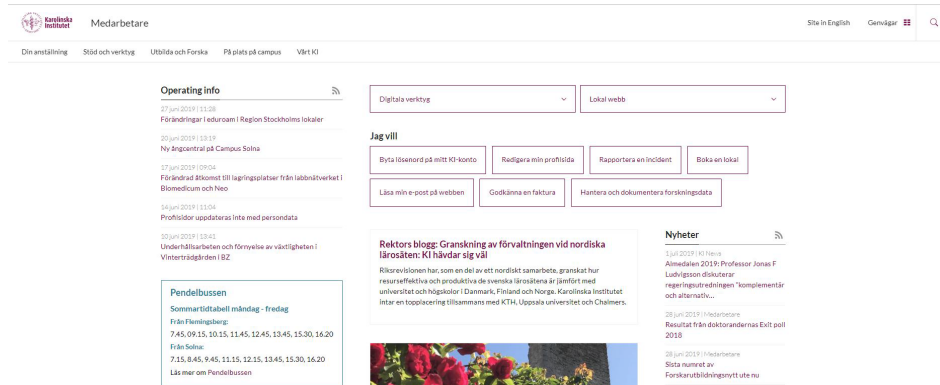 Karolinska
Institutet
Medarbetare
Site in English
Genvägar
Din anställning
Stöd och verktyg
Utbilda och Forska
På plats på campus
Vårt KI
Operating info
27 juni 2019 | 11:28
Förändringar i eduroam i Region Stockholms lokaler
20 juni 2019 | 13:19
Ny ångcentral på Campus Solna
17 juni 2019 | 09:04
Förändrad åtkomst till lagringsplatser från labbnätverket i
Biomedicum och Neo
14 juni 2019 | 11:04
Profilsidor uppdateras inte med persondata
10 juni 2019 | 13:41
Underhållsarbeten och förnyelse av växtligheten i
Vinterträdgården i BZ
Pendelbussen
Sommartidtabell måndag - fredag
Från Flemingsberg:
7.45, 09.15, 10.15, 11.45, 12.45, 13.45, 15.30, 16.20
Från Solna:
7.15, 8.45, 9.45, 11.15, 12.15, 13.45, 15.30, 16.20
Läs mer om Pendelbussen
Digitala verktyg
Lokal webb
Jag vill
Byta lösenord på mitt KI-konto
Redigera min profilsida
Rapportera en incident
Boka en lokal
Läsa min e-post på webben
Godkänna en faktura
Hantera och dokumentera forskningsdata
Rektors blogg: Granskning av förvaltningen vid nordiska
lärosäten: KI hävdar sig väl
Riksrevisionen har, som en del av ett nordiskt samarbete, granskat hur
resurseffektiva och produktiva de svenska lärosätena är jämfört med
universitet och högskolor i Danmark, Finland och Norge. Karolinska Institutet
intar en topplacering tillsammans med KTH, Uppsala universitet och Chalmers.
Nyheter
1 juli 2019 | KI News
Almedalen 2019: Professor Jonas F
Ludvigsson diskuterar
regeringsutredningen "komplementär
och alternativ...
28 juni 2019 | Medarbetare
Resultat från doktorandernas Exit poll
2018
28 juni 2019 | Medarbetare
Sista numret av
Forskarutbildningsnytt ute nu